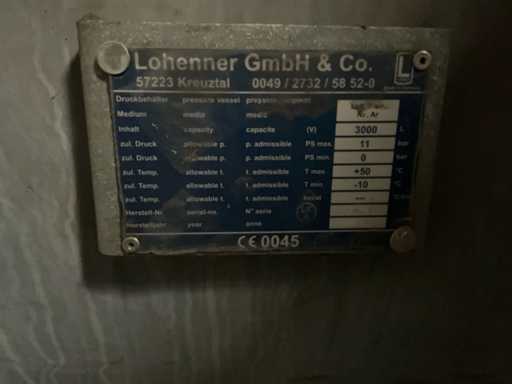 Lohenner GmbH & Co.
57223 Kreuztal 0049 / 2732 / 58 52-0
L
Druckbehälter pressure vessel
Medium media medic
Inhalt capacity capacite (V) 3000 L
zul. Druck allowable p. p. admissible PS max. 11 bar
zul. Druck allowable p. p. admissible PS min. 0 bar
zul. Temp. allowable t. t. admissible T max +50 °C
zul. Temp. allowable t. t. admissible T min -10 °C
zul. Temp. allowable t. t. admissible
Herstell-Nr. serial-no. N° serie
Herstelljahr year anne
CE 0045